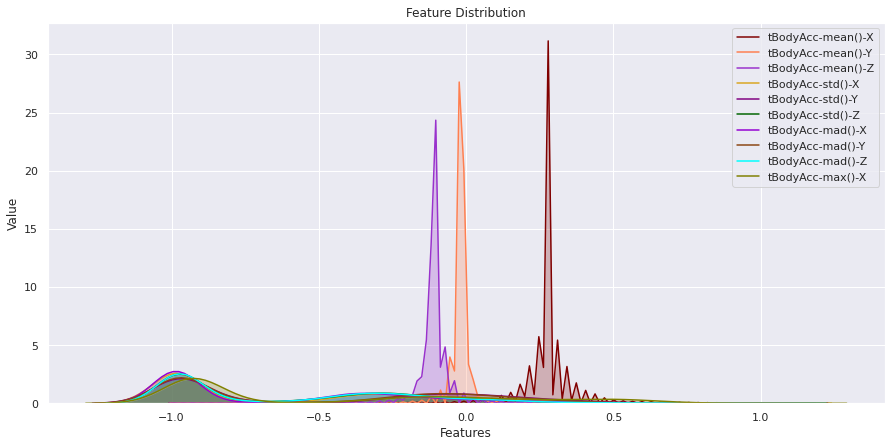 Feature Distribution
tBodyAcc-mean()-X
tBodyAcc-mean()-Y
tBodyAcc-mean()-Z
tBodyAcc-std()-X
tBodyAcc-std()-Y
tBodyAcc-std()-Z
tBodyAcc-mad()-X
tBodyAcc-mad()-Y
tBodyAcc-mad()-Z
tBodyAcc-max()-X
Value
30
25
20
15
10
5
0
−1.0 −0.5 0.0 0.5 1.0
Features